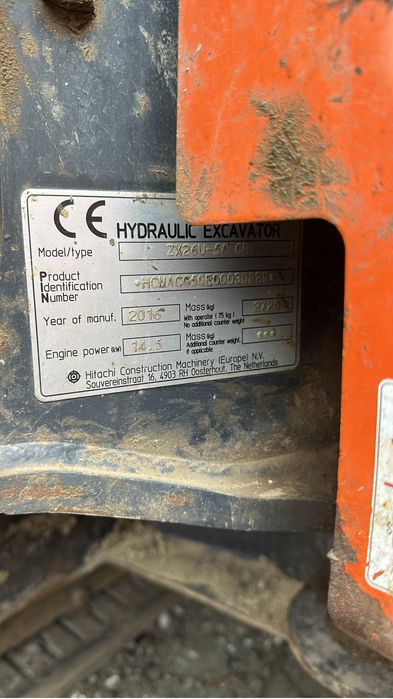 CE HYDRAULIC EXCAVATOR
Model/type ZX26U-5A CR
Product
Identification
Number
Year of manuf. 2016 Mass(kg)
With operator ( 75 kg )
No additional counter weight
Engine power(kW) 14.5 Mass(kg) ***
Additional counter weight
if applicable
Hitachi Construction Machinery (Europe) N.V.
Souvereinstraat 16, 4903 RH Oosterhout, The Netherlands